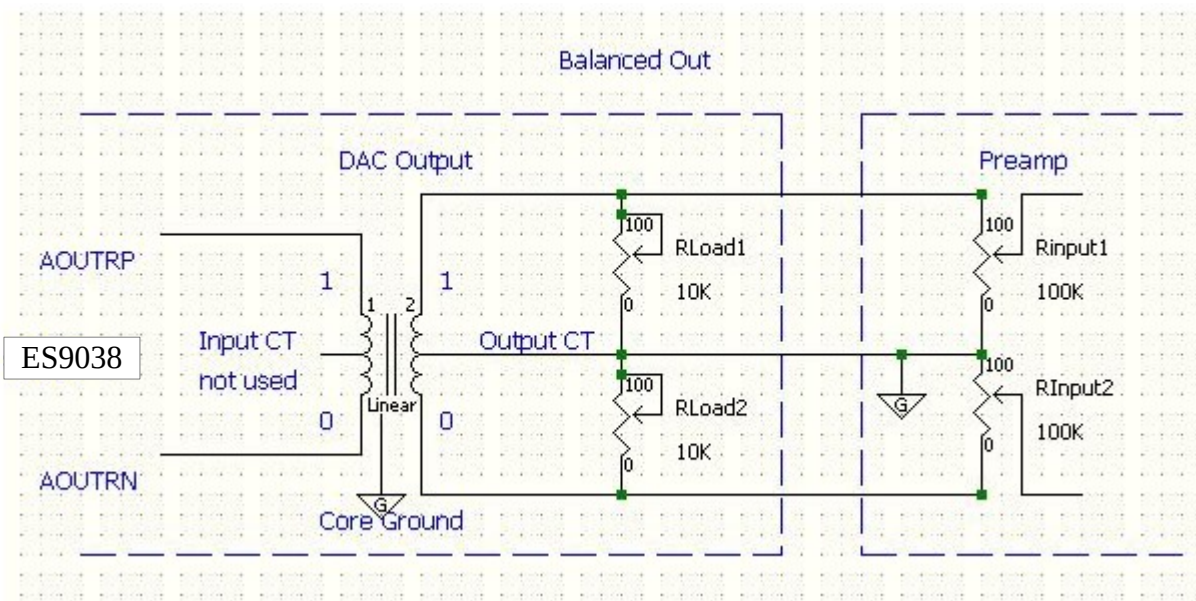 Balanced Out
DAC Output
Preamp
AOUTRP
1
1
1
2
100
RLoad1
10K
0
100
Rinput1
100K
0
ES9038
Input CT
not used
Output CT
Linear
0
0
100
RLoad2
10K
0
G
100
RInput2
100K
0
AOUTRN
G
Core Ground